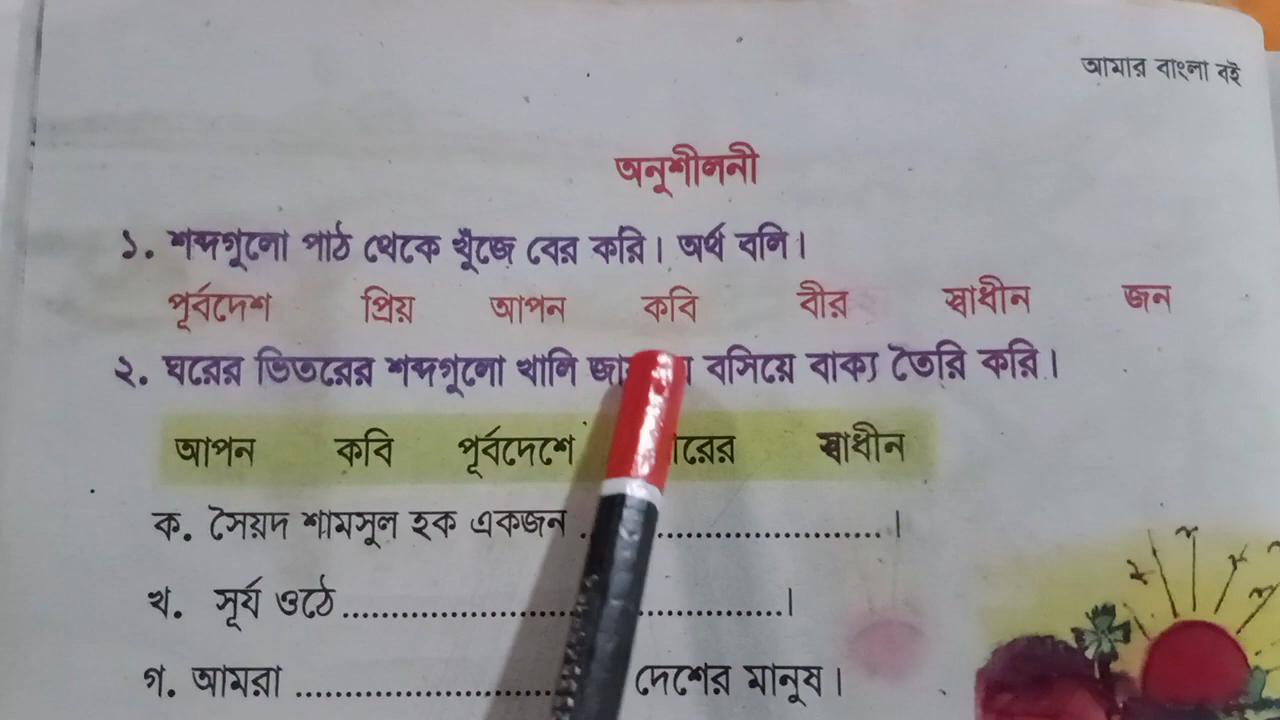 আমার বাংলা বই
অনুশীলনী
১. শব্দগুলো পাঠ থেকে খুঁজে বের করি। অর্থ বলি।
পূর্বদেশ প্রিয় আপন কবি বীর স্বাধীন জন
২. ঘরের ভিতরের শব্দগুলো খালি বসিয়ে বাক্য তৈরি করি।
আপন কবি পূর্বদেশে স্বাধীন
ক. সৈয়দ শামসুল হক একজন ..............................।
খ. সূর্য ওঠে ..............................।
গ. আমরা .............................. দেশের মানুষ।